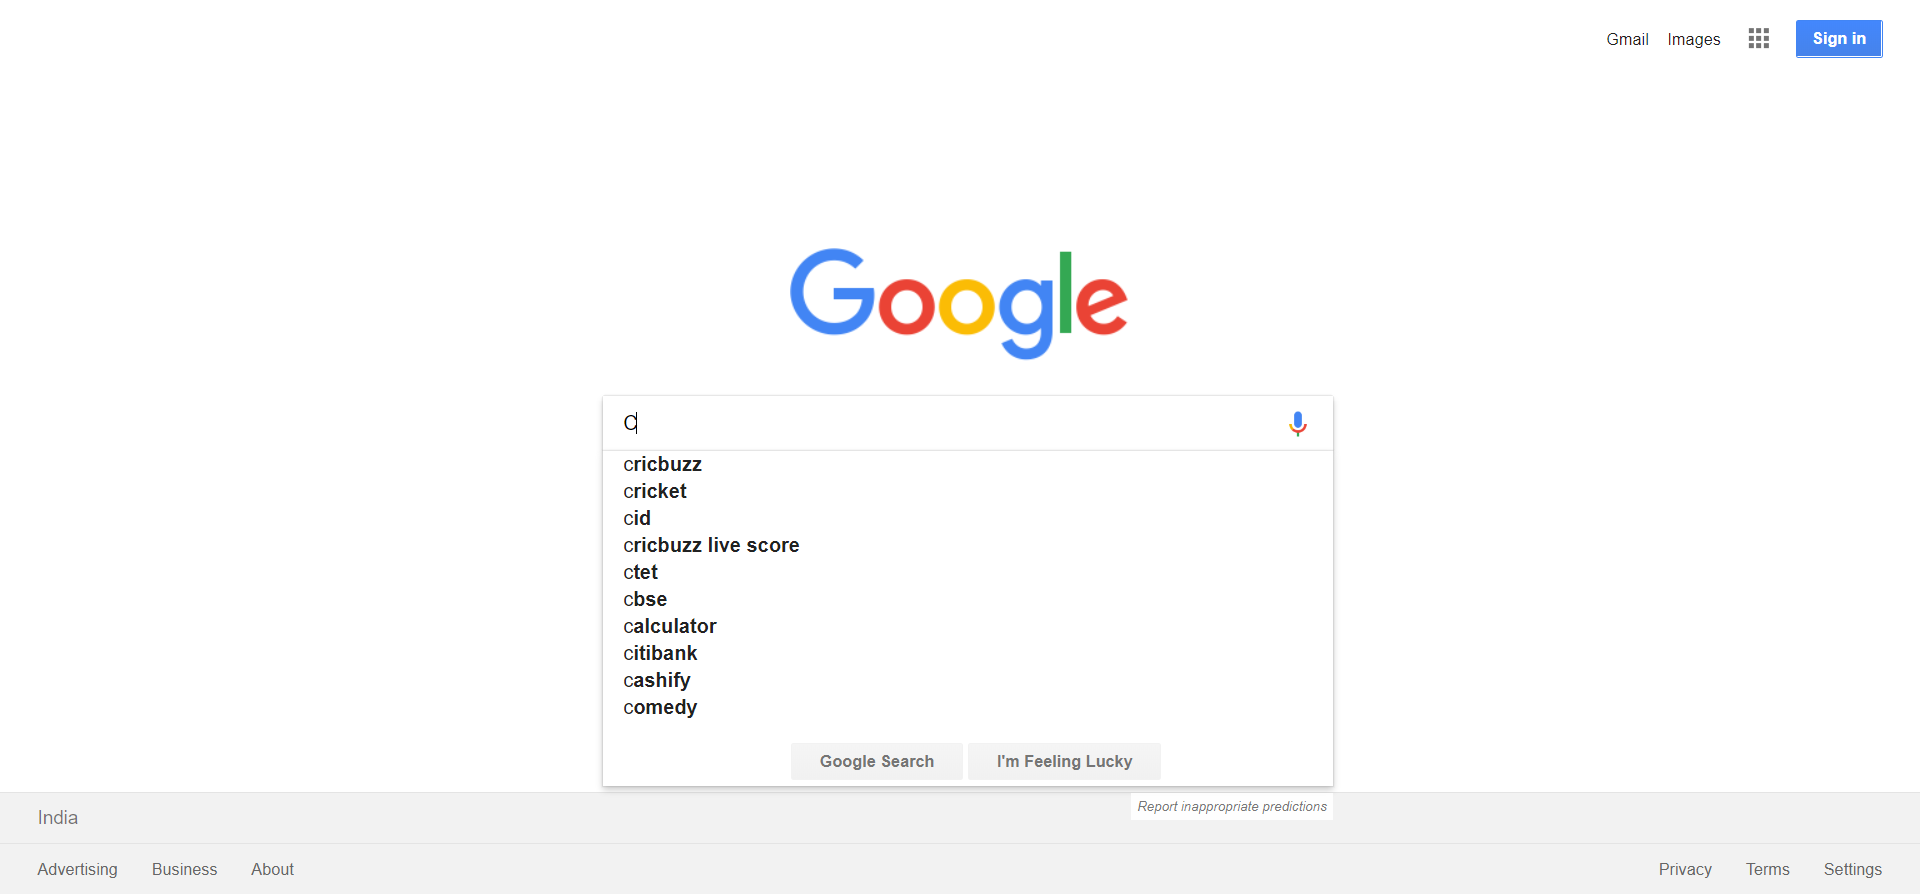 Gmail Images Sign in
Google
C
cricbuzz
cricket
cid
cricbuzz live score
ctet
cbse
calculator
citibank
cashify
comedy
Google Search I'm Feeling Lucky
Report inappropriate predictions
India
Advertising Business About Privacy Terms Settings